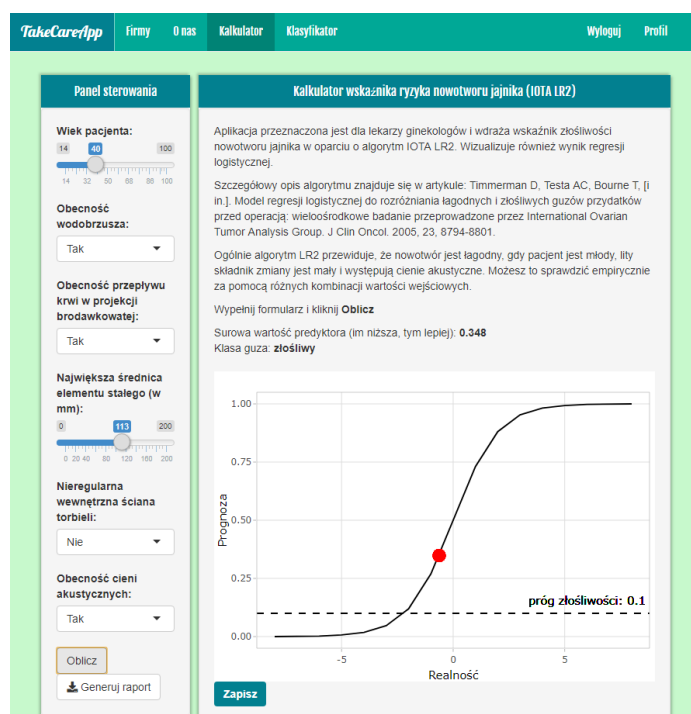 TakeCareApp Firmy O nas Kalkulator Klasyfikator Wyloguj Profil
Panel sterowania
Wiek pacjenta:
14 40 100
14 32 50 68 86 100
Obecność
wodobrzusza:
Tak
Obecność przepływu
krwi w projekcji
brodawkowatej:
Tak
Największa średnica
elementu stałego (w
mm):
0 113 200
0 20 40 80 120 160 200
Nieregularna
wewnętrzna ściana
torbieli:
Nie
Obecność cieni
akustycznych:
Tak
Oblicz
Generuj raport
Kalkulator wskaźnika ryzyka nowotworu jajnika (IOTA LR2)
Aplikacja przeznaczona jest dla lekarzy ginekologów i wdraża wskaźnik złośliwości
nowotworu jajnika w oparciu o algorytm IOTA LR2. Wizualizuje również wynik regresji
logistycznej.
Szczegółowy opis algorytmu znajduje się w artykule: Timmerman D, Testa AC, Bourne T, [i
in.]. Model regresji logistycznej do rozróżniania łagodnych i złośliwych guzów przydatków
przed operacją: wieloośrodkowe badanie przeprowadzone przez International Ovarian
Tumor Analysis Group. J Clin Oncol. 2005, 23, 8794-8801.
Ogólnie algorytm LR2 przewiduje, że nowotwór jest łagodny, gdy pacjent jest młody, lity
składnik zmiany jest mały i występują cienie akustyczne. Możesz to sprawdzić empirycznie
za pomocą różnych kombinacji wartości wejściowych.
Wypełnij formularz i kliknij Oblicz
Surowa wartość predyktora (im niższa, tym lepiej): 0.348
Klasa guza: złośliwy
1.00
0.75
0.50
0.25
0.00
Prognoza
próg złośliwości: 0.1
-5 0 5
Realność
Zapisz